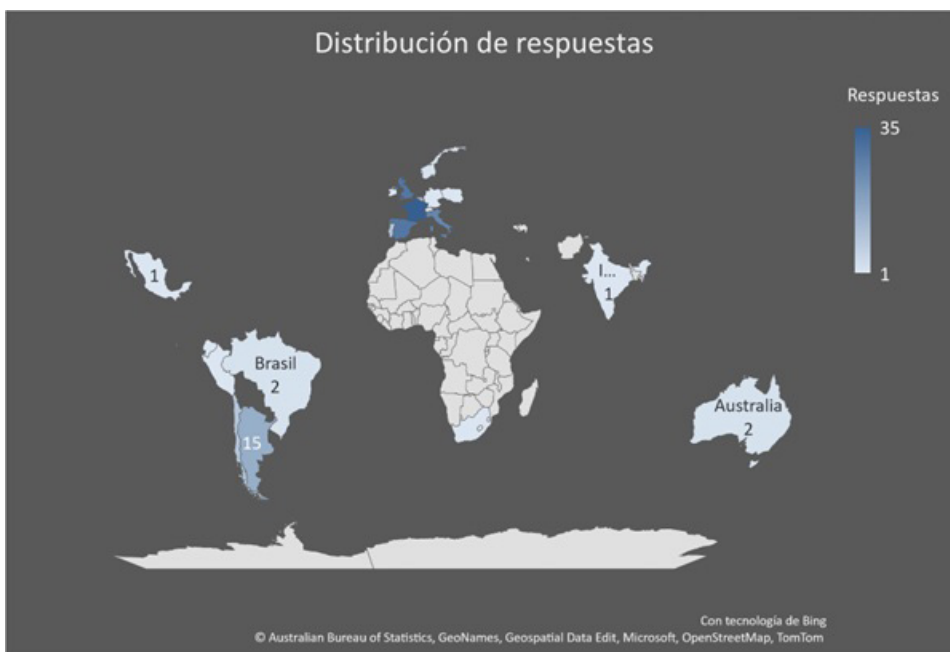 Distribución de respuestas
Respuestas
35
1
1
I...
1
Brasil
2
Australia
2
15
Con tecnología de Bing
© Australian Bureau of Statistics, GeoNames, Geospatial Data Edit, Microsoft, OpenStreetMap, TomTom